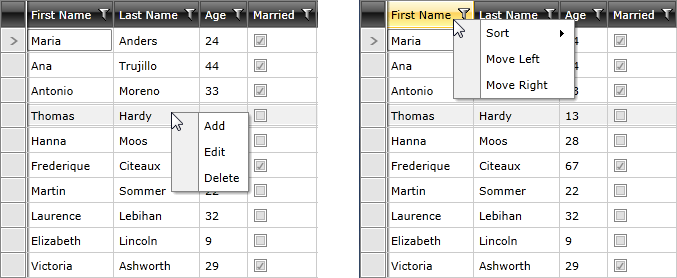 First Name Last Name Age Married
Maria Anders 24
Ana Trujillo 44
Antonio Moreno 33
Thomas Hardy
Add
Hanna Moos
Edit
Frederique Citeaux
Delete
Martin Sommer 22
Laurence Lebihan 32
Elizabeth Lincoln 9
Victoria Ashworth 29
First Name Last Name Age Married
Sort
Maria 4
Move Left
Ana 4
Move Right
Antonio 3
Thomas Hardy 13
Hanna Moos 28
Frederique Citeaux 67
Martin Sommer 22
Laurence Lebihan 32
Elizabeth Lincoln 9
Victoria Ashworth 29